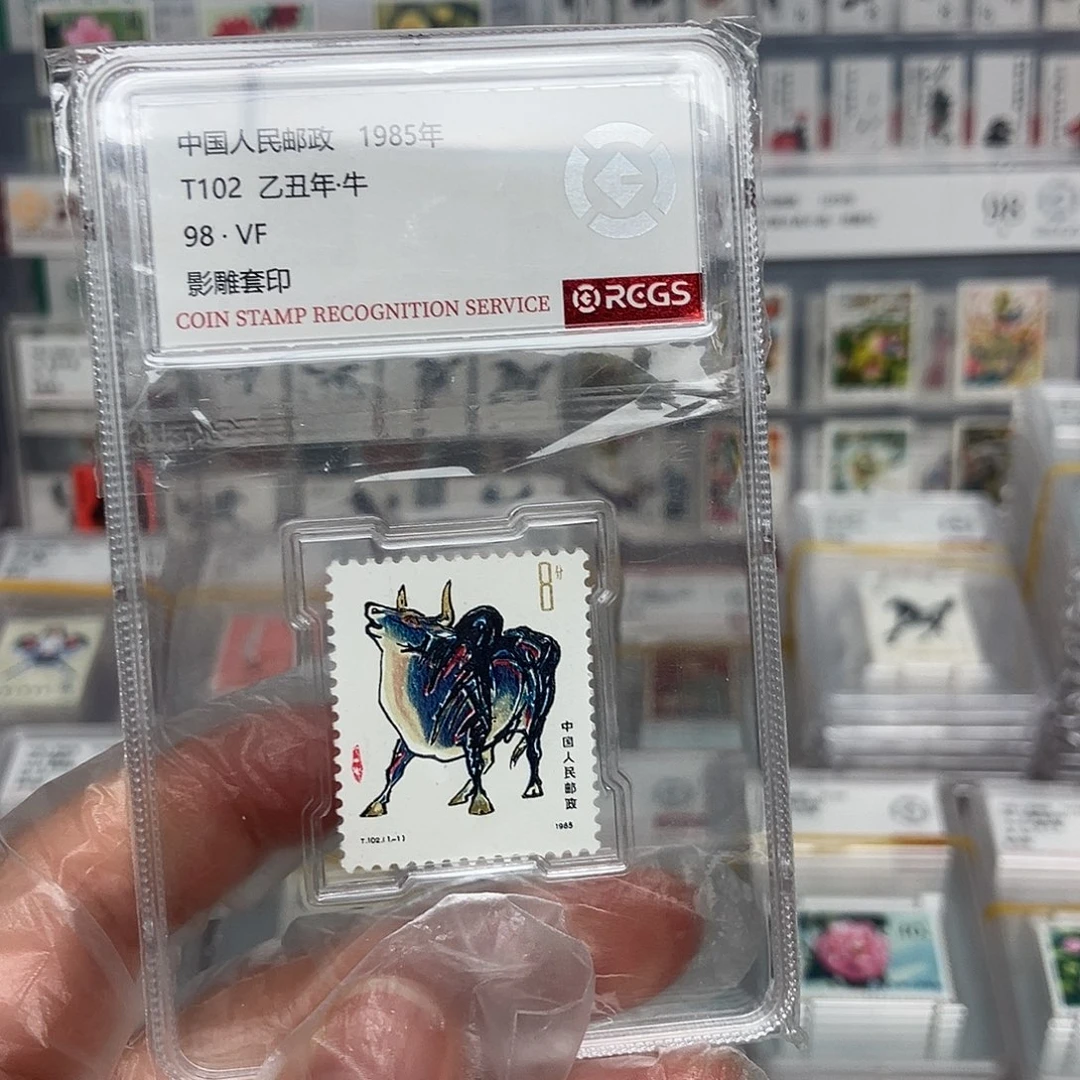 中国人民邮政 1985年
T102 乙丑年·牛
98 · VF
影雕套印
COIN STAMP RECOGNITION SERVICE
RCGS
8分
中国人民邮政
T.102.(1-1)
1985